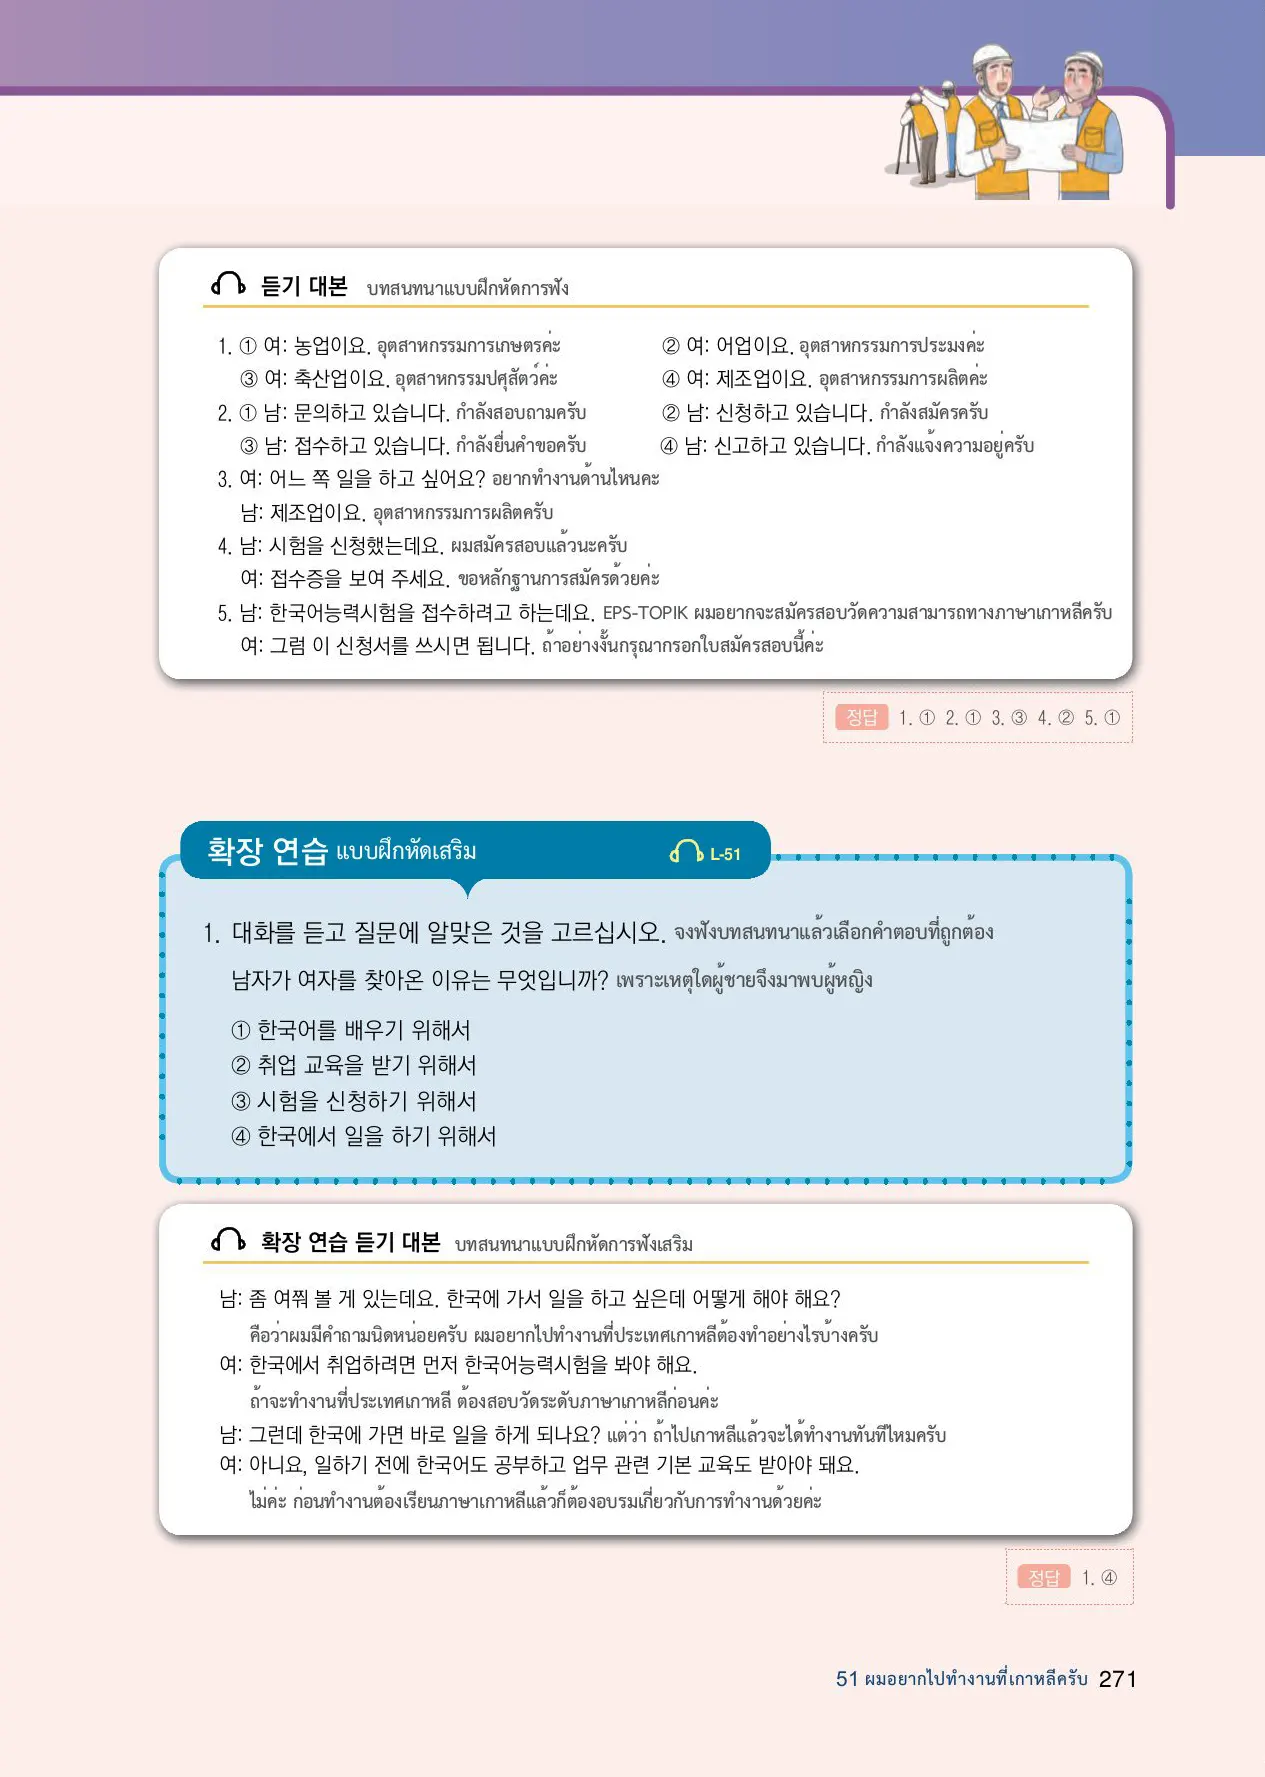 듣기 대본 บทสนทนาแบบฝึกหัดการฟัง
1. ① 여: 농업이요. อุตสาหกรรมการเกษตรค่ะ ② 여: 어업이요. อุตสาหกรรมการประมงค่ะ
③ 여: 축산업이요. อุตสาหกรรมปศุสัตว์ค่ะ ④ 여: 제조업이요. อุตสาหกรรมการผลิตค่ะ
2. ① 남: 문의하고 있습니다. กำลังสอบถามครับ ② 남: 신청하고 있습니다. กำลังสมัครครับ
③ 남: 접수하고 있습니다. กำลังยื่นคำขอครับ ④ 남: 신고하고 있습니다. กำลังแจ้งความอยู่ครับ
3. 여: 어느 쪽 일을 하고 싶어요? อยากทำงานด้านไหนคะ
남: 제조업이요. อุตสาหกรรมการผลิตครับ
4. 남: 시험을 신청했는데요. ผมสมัครสอบแล้วนะครับ
여: 접수증을 보여 주세요. ขอหลักฐานการสมัครด้วยค่ะ
5. 남: 한국어능력시험을 접수하려고 하는데요. EPS-TOPIK ผมอยากจะสมัครสอบวัดความสามารถทางภาษาเกาหลีครับ
여: 그럼 이 신청서를 쓰시면 됩니다. ถ้าอย่างงั้นกรุณากรอกใบสมัครสอบนี้ค่ะ
정답 1. ① 2. ① 3. ③ 4. ② 5. ①
확장 연습 แบบฝึกหัดเสริม L-51
1. 대화를 듣고 질문에 알맞은 것을 고르십시오. จงฟังบทสนทนาแล้วเลือกคำตอบที่ถูกต้อง
남자가 여자를 찾아온 이유는 무엇입니까? เพราะเหตุใดผู้ชายจึงมาพบผู้หญิง
① 한국어를 배우기 위해서
② 취업 교육을 받기 위해서
③ 시험을 신청하기 위해서
④ 한국에서 일을 하기 위해서
확장 연습 듣기 대본 บทสนทนาแบบฝึกหัดการฟังเสริม
남: 좀 여쭤 볼 게 있는데요. 한국에 가서 일을 하고 싶은데 어떻게 해야 해요?
คือว่าผมมีคำถามนิดหน่อยครับ ผมอยากไปทำงานที่ประเทศเกาหลีต้องทำอย่างไรบ้างครับ
여: 한국에서 취업하려면 먼저 한국어능력시험을 봐야 해요.
ถ้าจะทำงานที่ประเทศเกาหลี ต้องสอบวัดระดับภาษาเกาหลีก่อนค่ะ
남: 그런데 한국에 가면 바로 일을 하게 되나요? แต่ว่า ถ้าไปเกาหลีแล้วจะได้ทำงานทันทีไหมครับ
여: 아니요, 일하기 전에 한국어도 공부하고 업무 관련 기본 교육도 받아야 돼요.
ไม่ค่ะ ก่อนทำงานต้องเรียนภาษาเกาหลีแล้วก็ต้องอบรมเกี่ยวกับการทำงานด้วยค่ะ
정답 1. ④
51 ผมอยากไปทำงานที่เกาหลีครับ 271